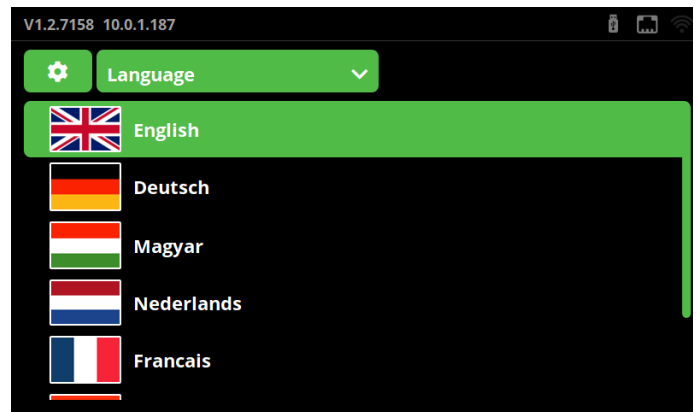 V1.2.7158 10.0.1.187
Language
English
Deutsch
Magyar
Nederlands
Francais